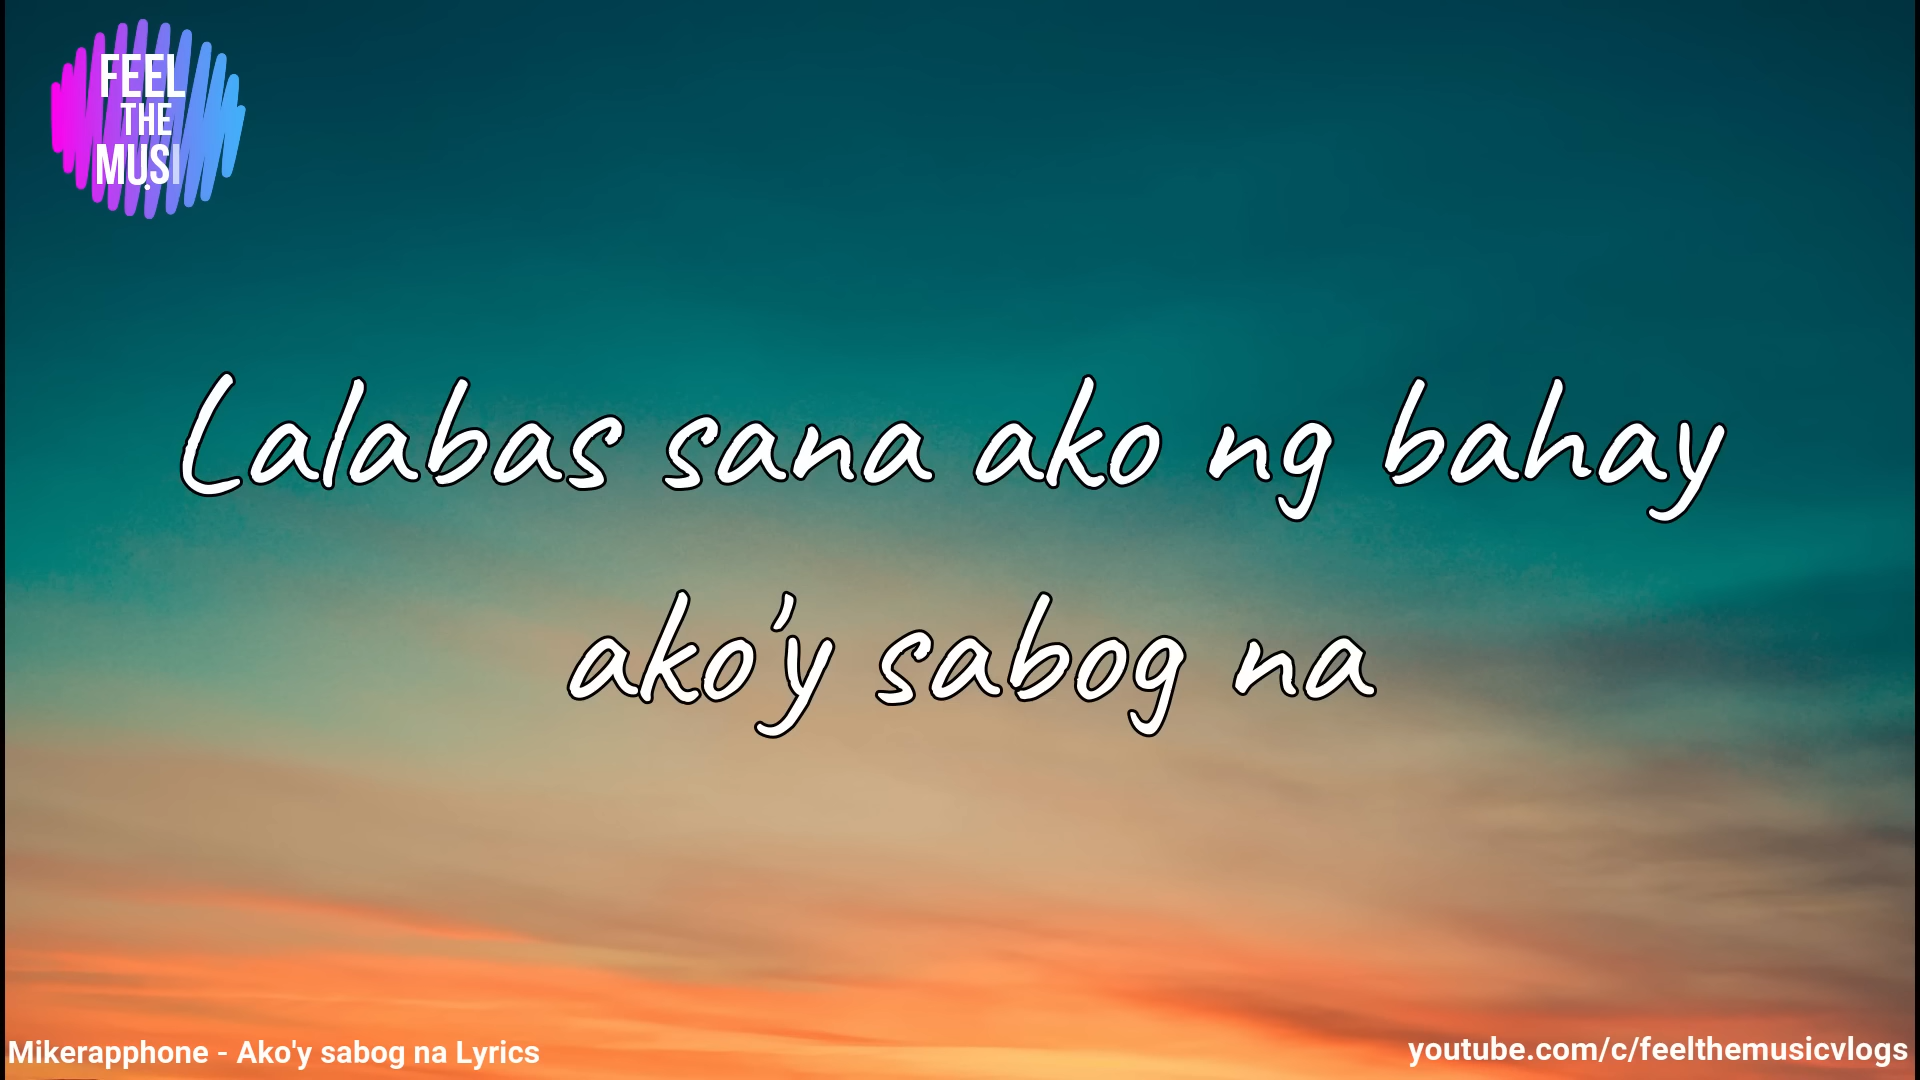 FEEL
THE
MUSI
Lalabas sana ako ng bahay
ako'y sabog na
Mikerapphone - Ako'y sabog na Lyrics
youtube.com/c/feelthemusicvlogs